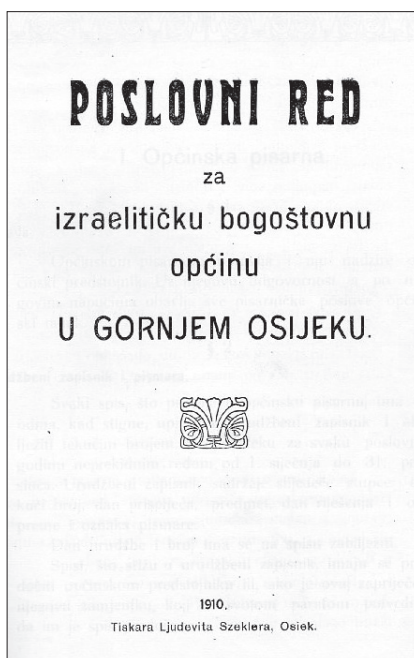 POSLOVNI RED
za
izraelitičku bogoštovnu
općinu
U GORNJEM OSIJEKU.
1910.
Tiskara Ljudevita Szeklera, Osiek.